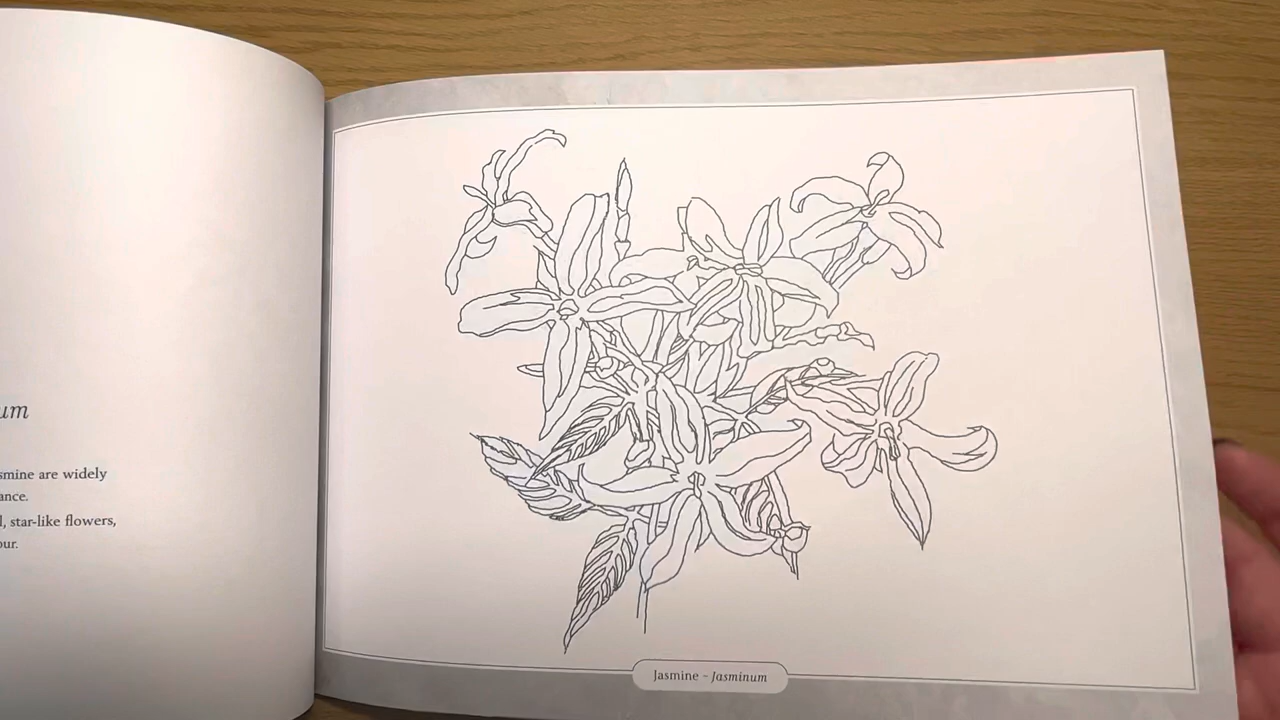 um
smine are widely
ance.
l, star-like flowers,
our.
Jasmine - Jasminum